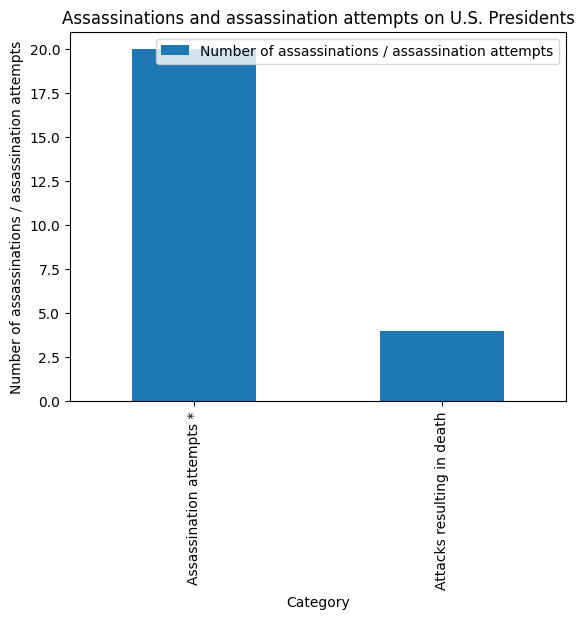 Assassinations and assassination attempts on U.S. Presidents
Number of assassinations / assassination attempts
Number of assassinations / assassination attempts
20.0
17.5
15.0
12.5
10.0
7.5
5.0
2.5
0.0
Assassination attempts *
Attacks resulting in death
Category